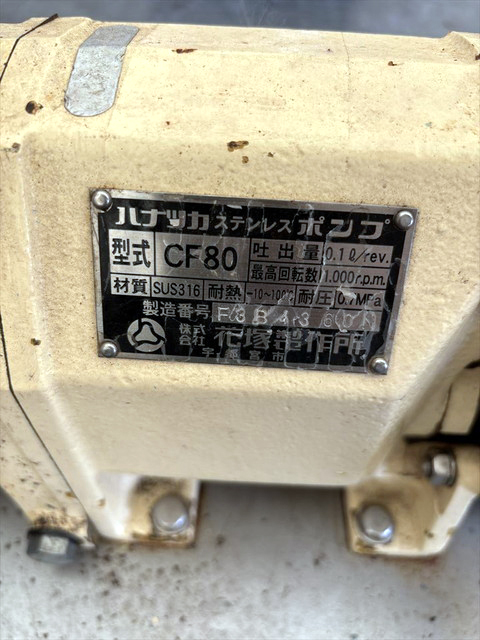 ハナツカステンレスポンプ
型式 CF80 吐出量 0.1ℓ/rev.
最高回転数 1,000r.p.m.
材質 SUS316 耐熱 -10~100℃ 耐圧 0.7MPa
製造番号
株式会社 花塚製作所
宇都宮市